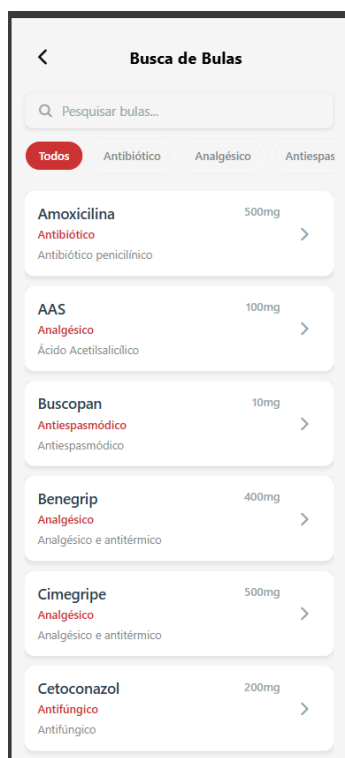 Busca de Bulas
Pesquisar bulas...
Todos Antibiótico Analgésico Antiespas
Amoxicilina 500mg
Antibiótico
Antibiótico penicilínico
AAS 100mg
Analgésico
Ácido Acetilsalicílico
Buscopan 10mg
Antiespasmódico
Antiespasmódico
Benegrip 400mg
Analgésico
Analgésico e antitérmico
Cimegripe 500mg
Analgésico
Analgésico e antitérmico
Cetoconazol 200mg
Antifúngico
Antifúngico